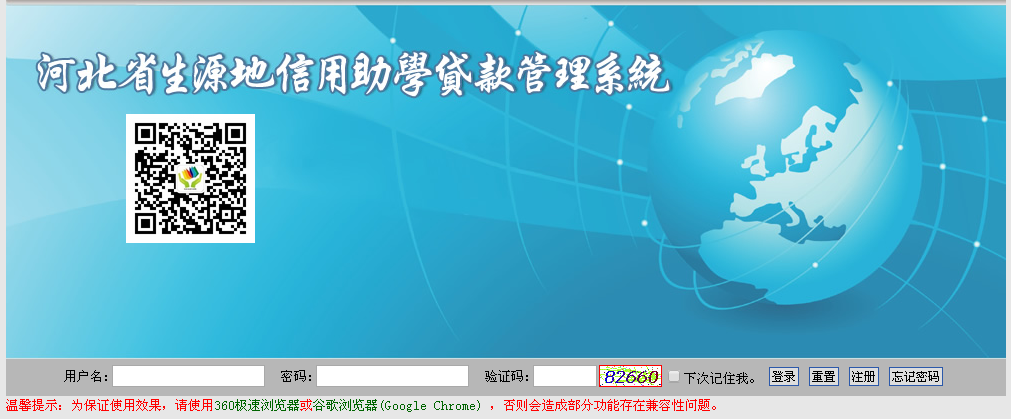 河北省生源地信用助學貸款管理系統
用户名: 密码: 验证码: 82660 下次记住我。 登录 重置 注册 忘记密码
温馨提示：为保证使用效果，请使用360极速浏览器或谷歌浏览器(Google Chrome) ，否则会造成部分功能存在兼容性问题。